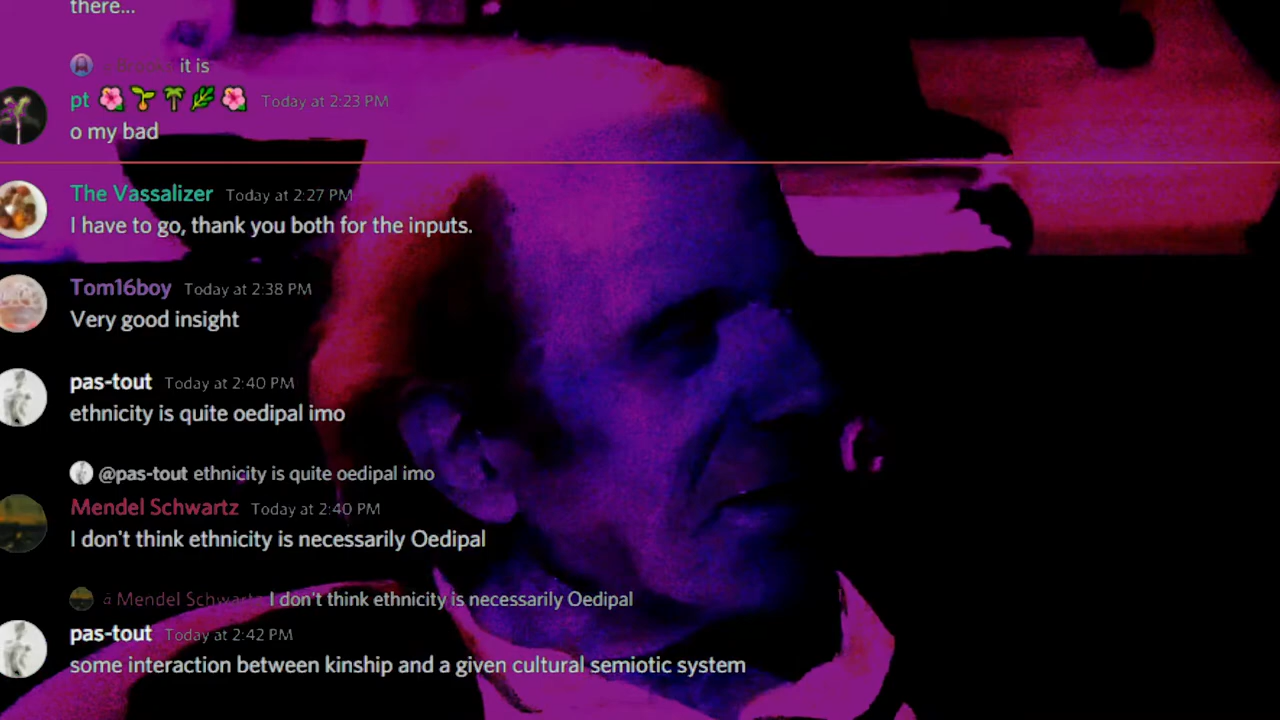 there...
it is
pt Today at 2:23 PM
o my bad
The Vassalizer Today at 2:27 PM
I have to go, thank you both for the inputs.
Tom16boy Today at 2:38 PM
Very good insight
pas-tout Today at 2:40 PM
ethnicity is quite oedipal imo
@pas-tout ethnicity is quite oedipal imo
Mendel Schwartz Today at 2:40 PM
I don't think ethnicity is necessarily Oedipal
Mendel Schwartz I don't think ethnicity is necessarily Oedipal
pas-tout Today at 2:42 PM
some interaction between kinship and a given cultural semiotic system